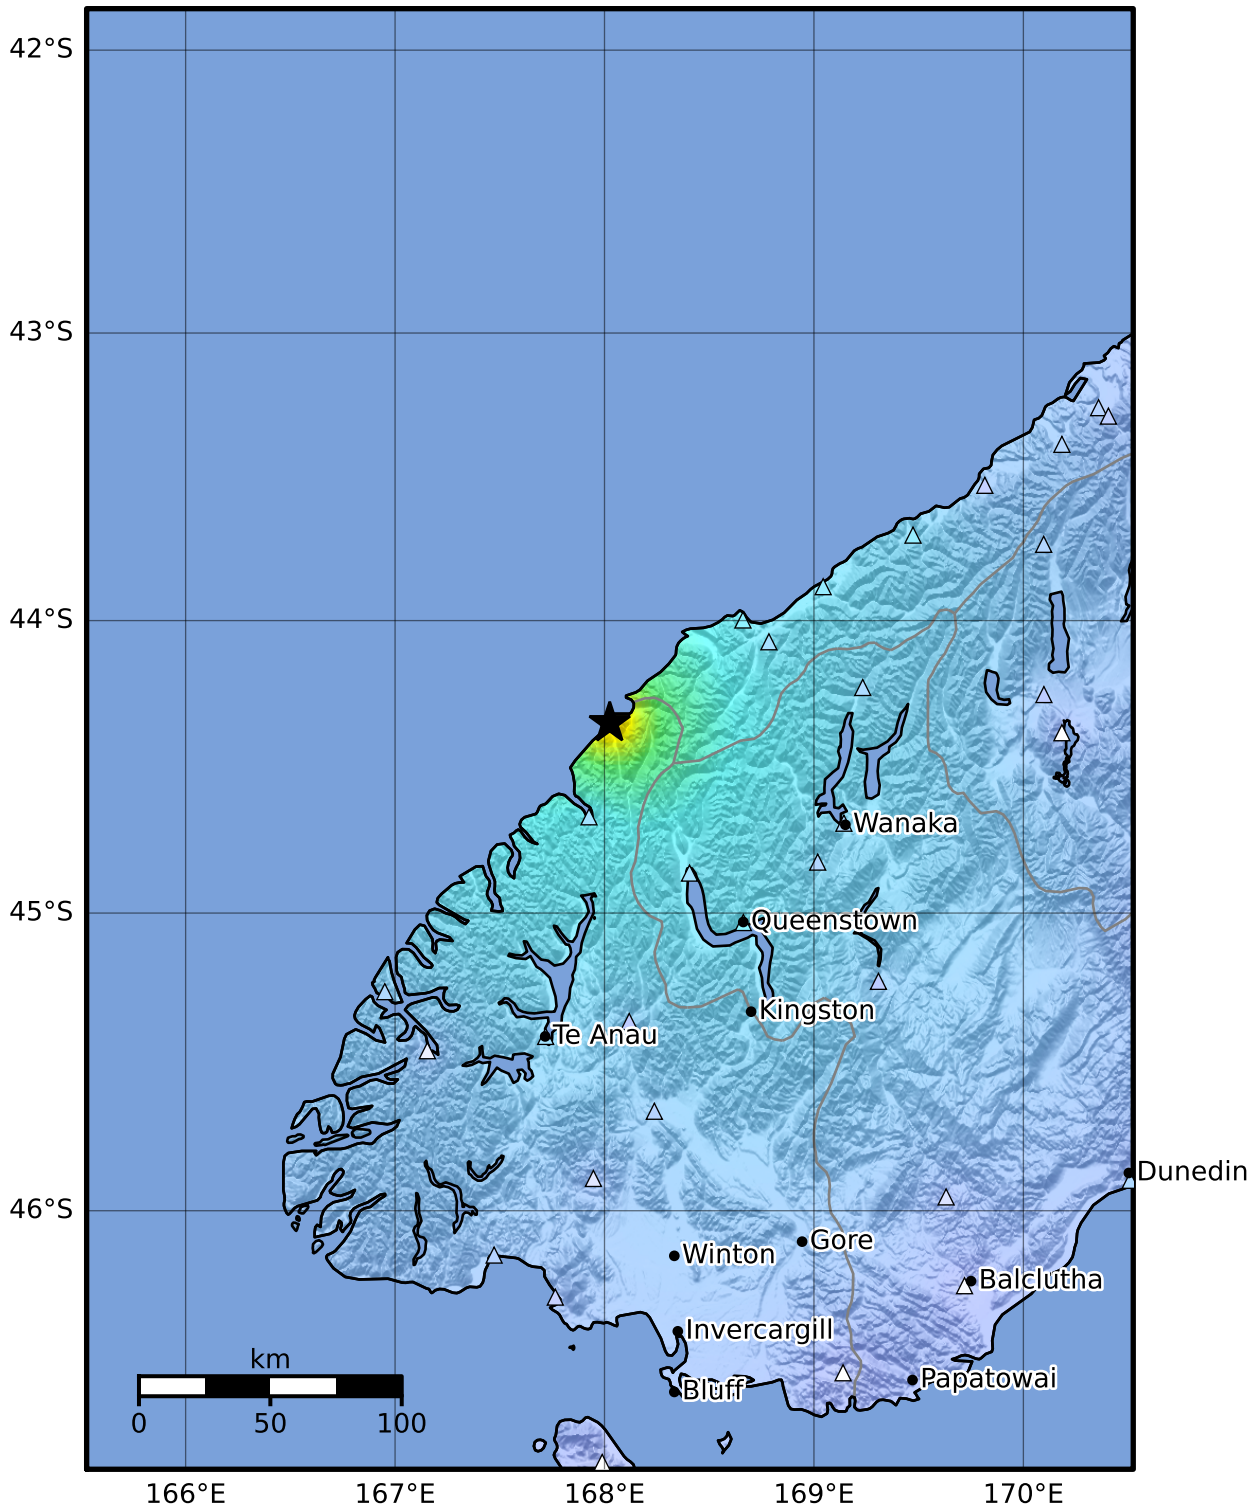 42°S
43°S
44°S
Wanaka
45°S
Queenstown
Kingston
Te Anau
Dunedin
46°S
Winton
Gore
Balclutha
Invercargill
km
Bluff
Papatowai
0 50 100
166°E 167°E 168°E 169°E 170°E